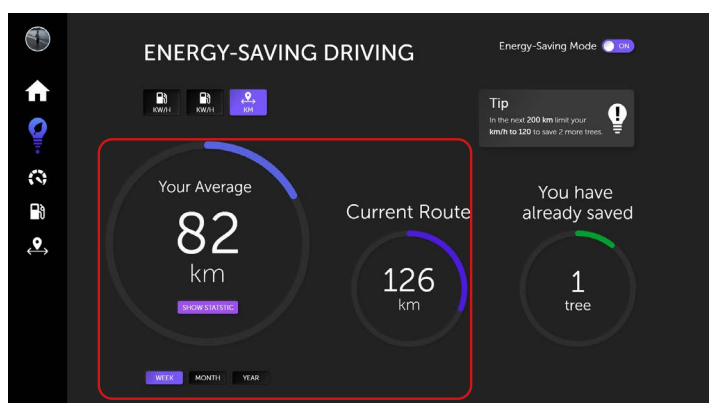 ENERGY-SAVING DRIVING
Energy-Saving Mode ON
KW/H KW/H KM
Tip
In the next 200 km limit your
km/h to 120 to save 2 more trees.
Your Average
82
km
SHOW STATSTIC
Current Route
126
km
You have
already saved
1
tree
WEEK MONTH YEAR